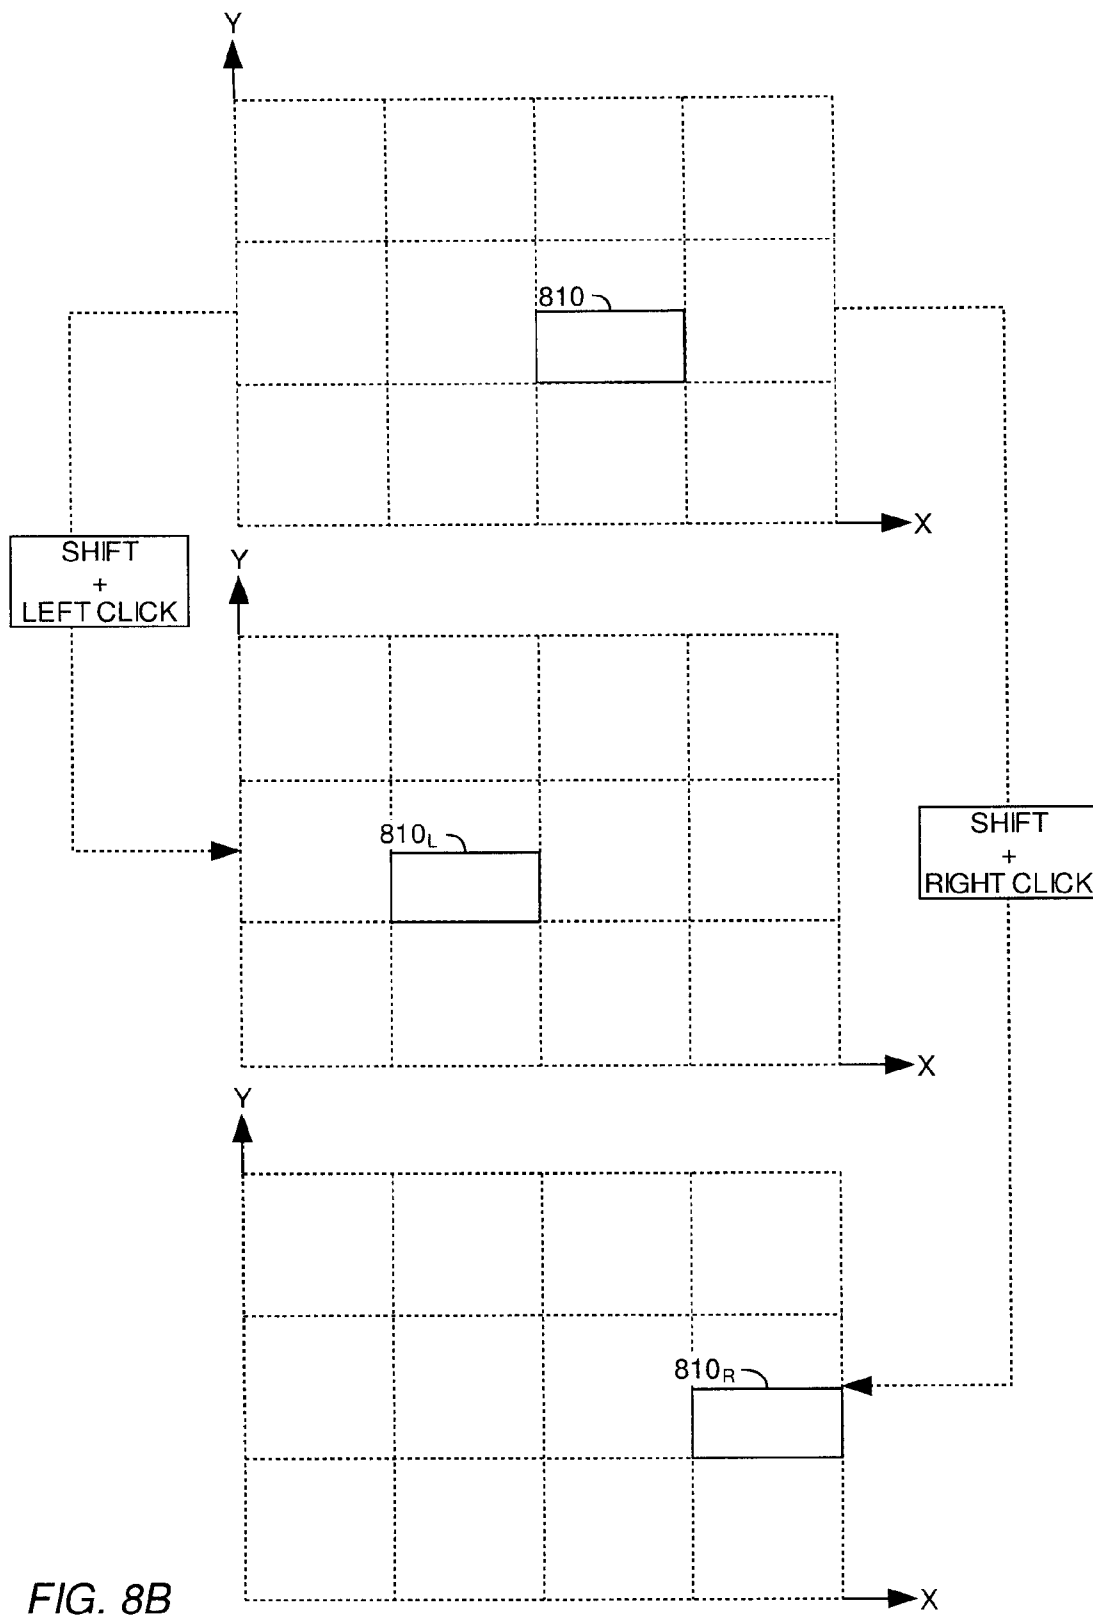 Y
810
X
SHIFT
+
LEFT CLICK
Y
810L
SHIFT
+
RIGHT CLICK
X
Y
810R
X
FIG. 8B